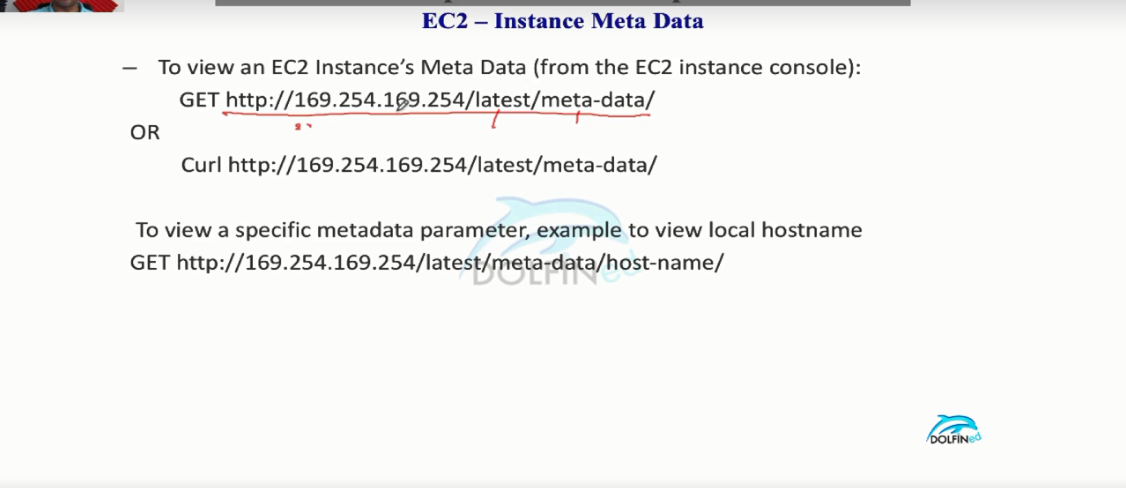 EC2 – Instance Meta Data
– To view an EC2 Instance's Meta Data (from the EC2 instance console):
GET http://169.254.169.254/latest/meta-data/
OR
Curl http://169.254.169.254/latest/meta-data/
To view a specific metadata parameter, example to view local hostname
GET http://169.254.169.254/latest/meta-data/host-name/
DOLFINed
DOLFINed